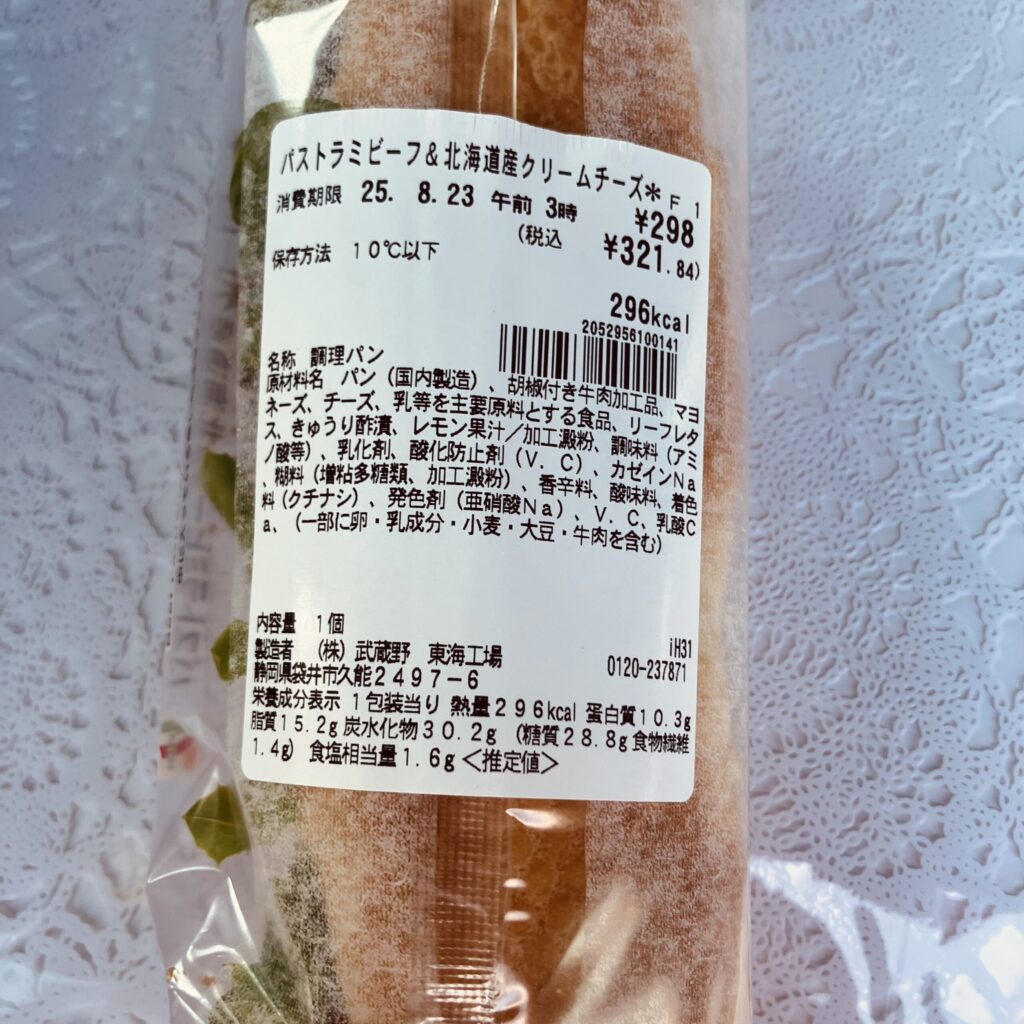 パストラミビーフ＆北海道産クリームチーズ＊Ｆ１
消費期限 25. 8.23 午前 3時 ¥298
(税込 ¥321.84)
保存方法 １０℃以下
296kcal
2052956100141
名称 調理パン
原材料名 パン（国内製造）、胡椒付き牛肉加工品、マヨ
ネーズ、チーズ、乳等を主要原料とする食品、リーフレタ
ス、きゅうり酢漬、レモン果汁／加工澱粉、調味料（アミ
ノ酸等）、乳化剤、酸化防止剤（Ｖ．Ｃ）、カゼインＮａ
、糊料（増粘多糖類、加工澱粉）、香辛料、酸味料、着色
料（クチナシ）、発色剤（亜硝酸Ｎａ）、Ｖ．Ｃ、乳酸Ｃ
ａ、（一部に卵・乳成分・小麦・大豆・牛肉を含む）
内容量 １個
iH31
製造者 （株）武蔵野 東海工場
0120-237871
静岡県袋井市久能２４９７－６
栄養成分表示 １包装当り 熱量２９６kcal 蛋白質１０.３g
脂質１５.２g 炭水化物３０.２g （糖質２８.８g 食物繊維
１.４g） 食塩相当量１.６g ＜推定値＞